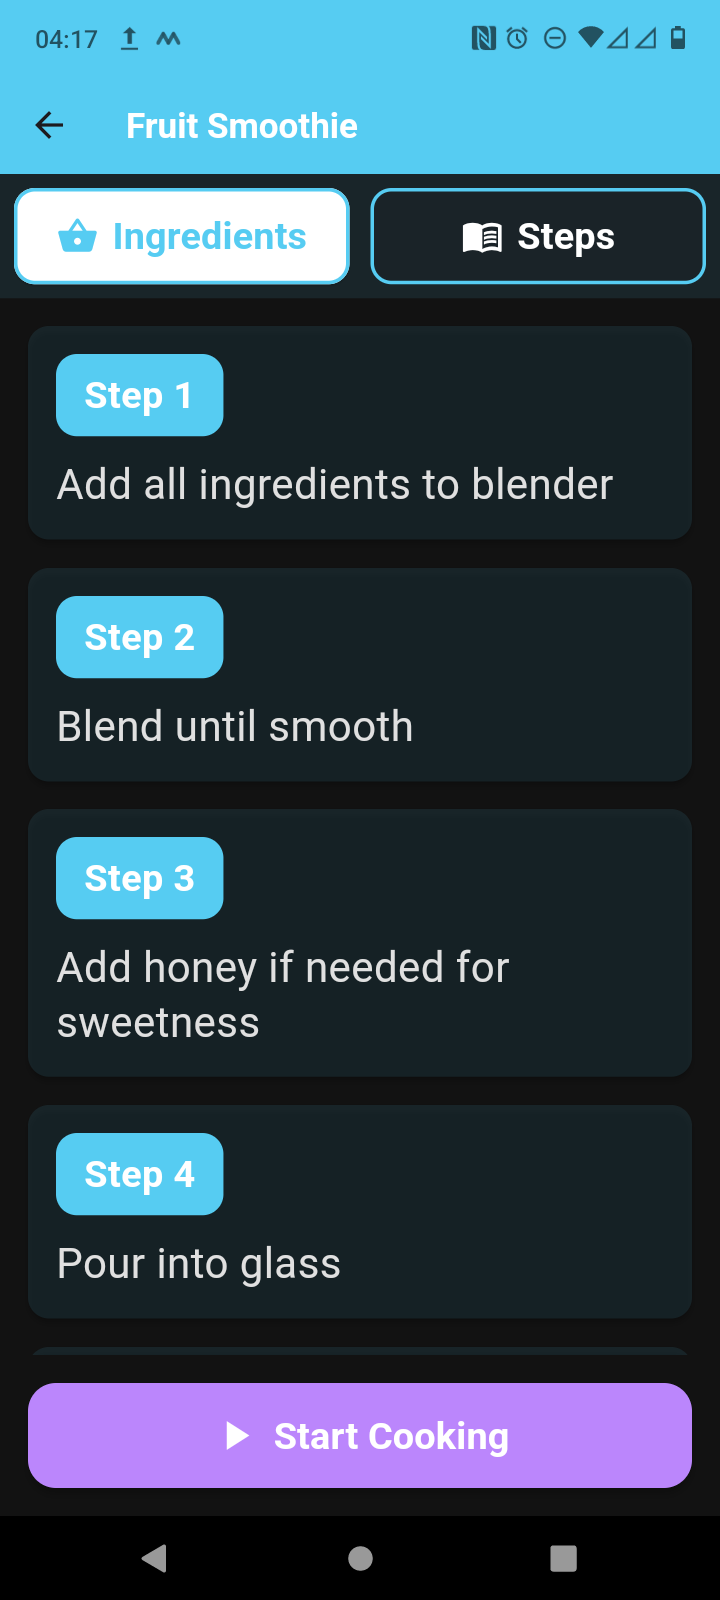 04:17
Fruit Smoothie
Ingredients
Steps
Step 1
Add all ingredients to blender
Step 2
Blend until smooth
Step 3
Add honey if needed for
sweetness
Step 4
Pour into glass
Start Cooking